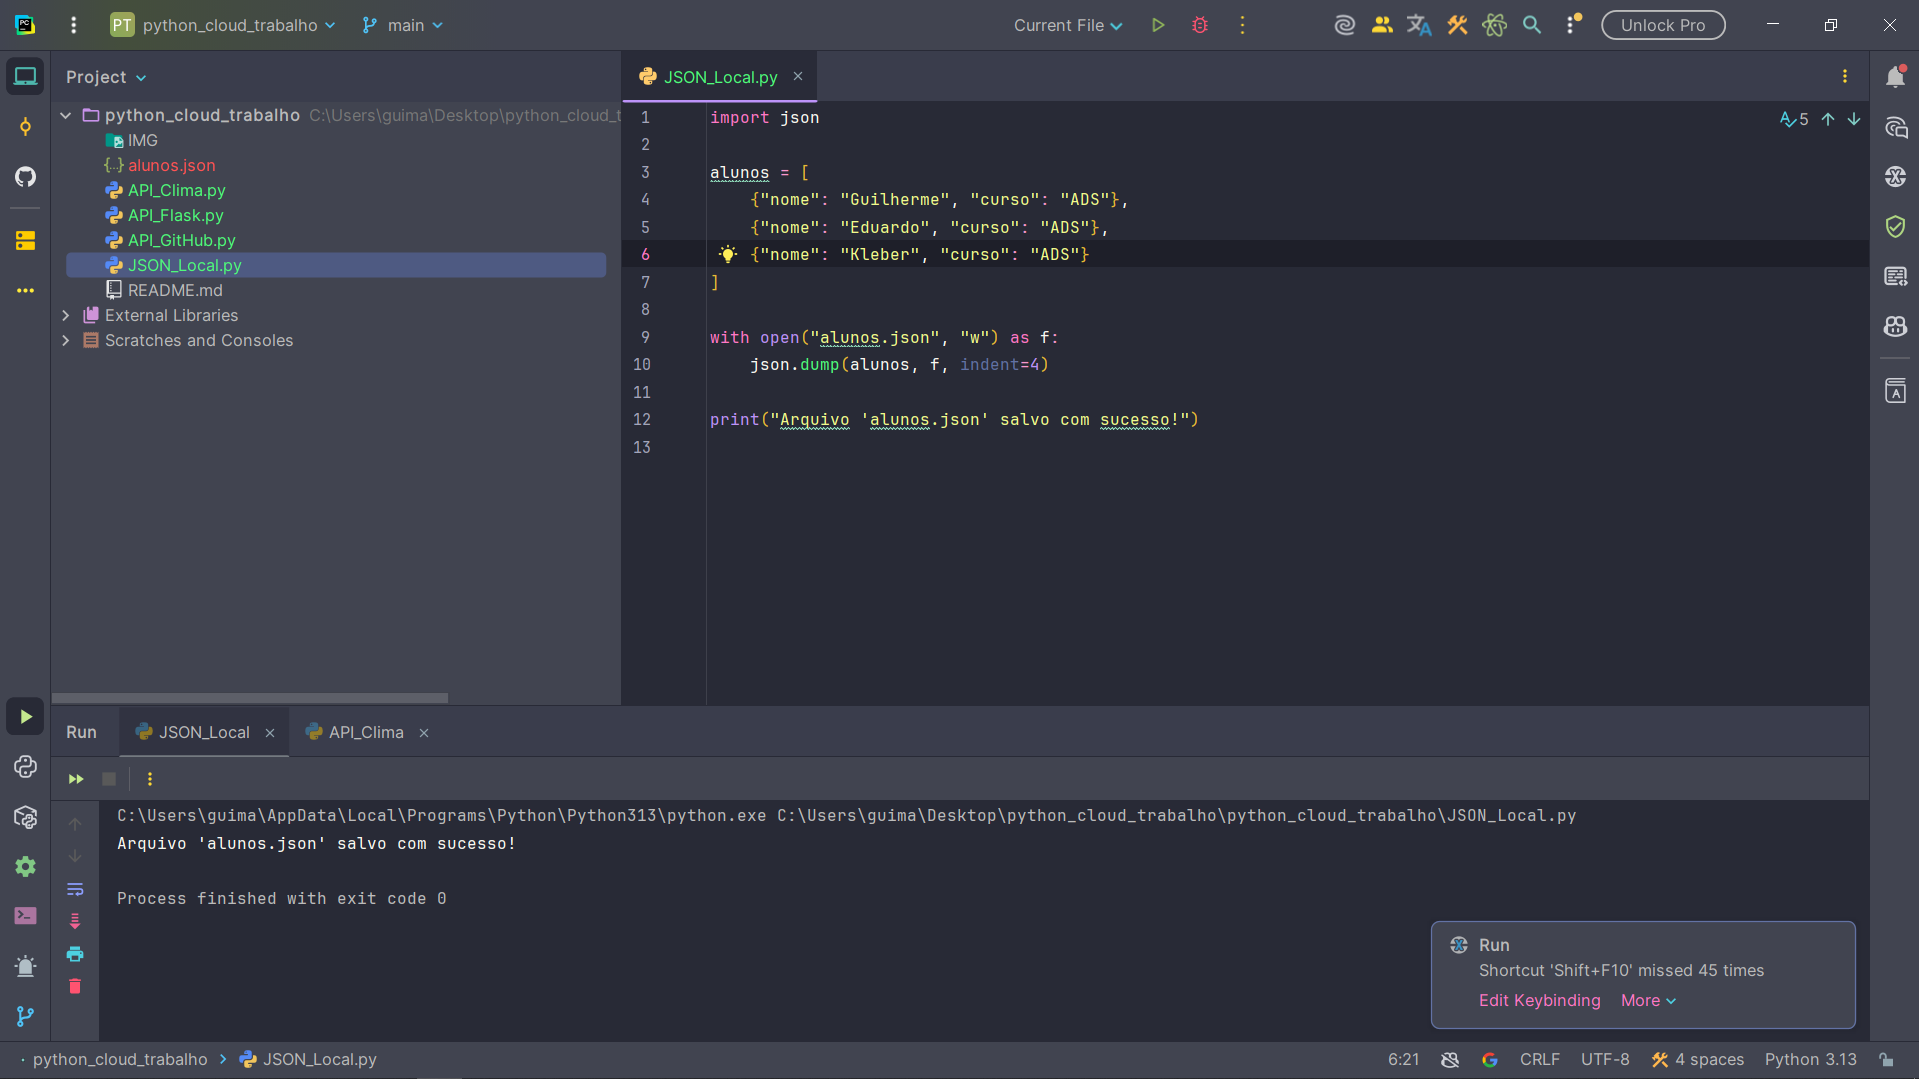 PT python_cloud_trabalho main Current File Unlock Pro
Project
python_cloud_trabalho C:\Users\guima\Desktop\python_cloud_t
IMG
alunos.json
API_Clima.py
API_Flask.py
API_GitHub.py
JSON_Local.py
README.md
External Libraries
Scratches and Consoles
JSON_Local.py
5
1 import json
2
3 alunos = [
4     {"nome": "Guilherme", "curso": "ADS"},
5     {"nome": "Eduardo", "curso": "ADS"},
6     {"nome": "Kleber", "curso": "ADS"}
7 ]
8
9 with open("alunos.json", "w") as f:
10     json.dump(alunos, f, indent=4)
11
12 print("Arquivo 'alunos.json' salvo com sucesso!")
13
Run JSON_Local API_Clima
C:\Users\guima\AppData\Local\Programs\Python\Python313\python.exe C:\Users\guima\Desktop\python_cloud_trabalho\python_cloud_trabalho\JSON_Local.py
Arquivo 'alunos.json' salvo com sucesso!
Process finished with exit code 0
Run
Shortcut 'Shift+F10' missed 45 times
Edit Keybinding More
python_cloud_trabalho JSON_Local.py 6:21 CRLF UTF-8 4 spaces Python 3.13